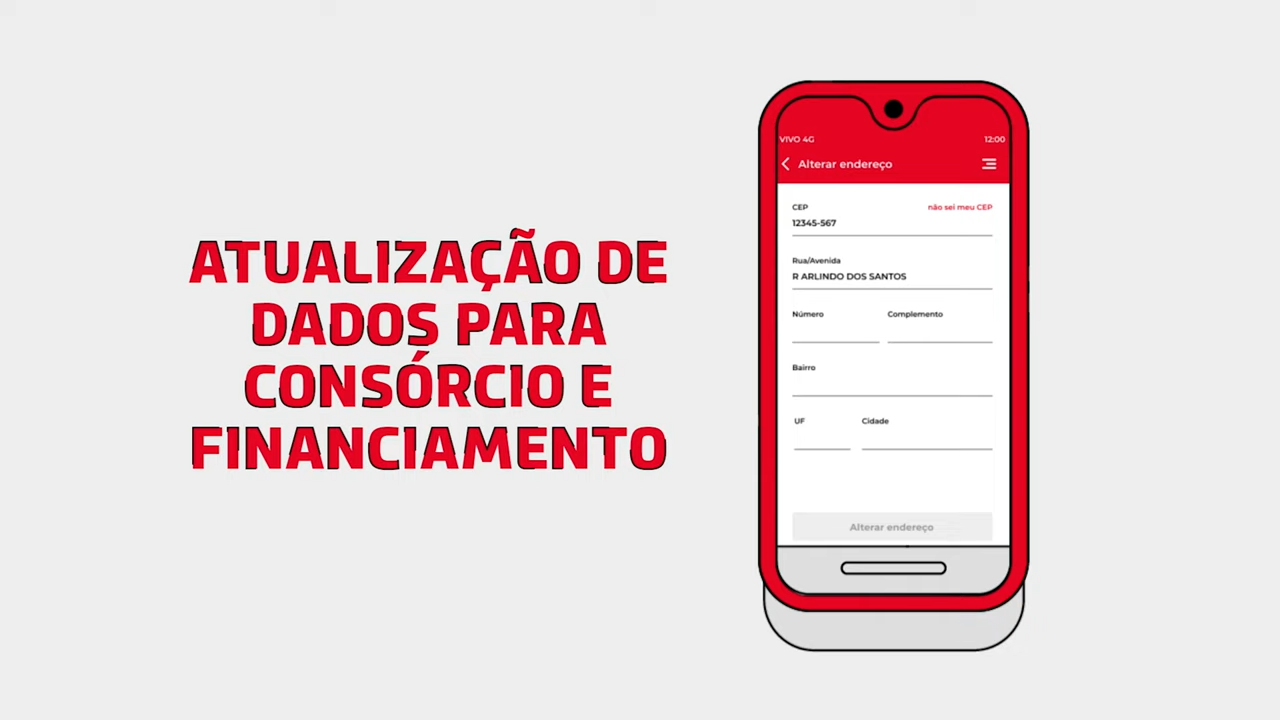 ATUALIZAÇÃO DE
DADOS PARA
CONSÓRCIO E
FINANCIAMENTO
VIVO 4G 12:00
Alterar endereço
CEP não sei meu CEP
12345-567
Rua/Avenida
R ARLINDO DOS SANTOS
Número Complemento
Bairro
UF Cidade
Alterar endereço